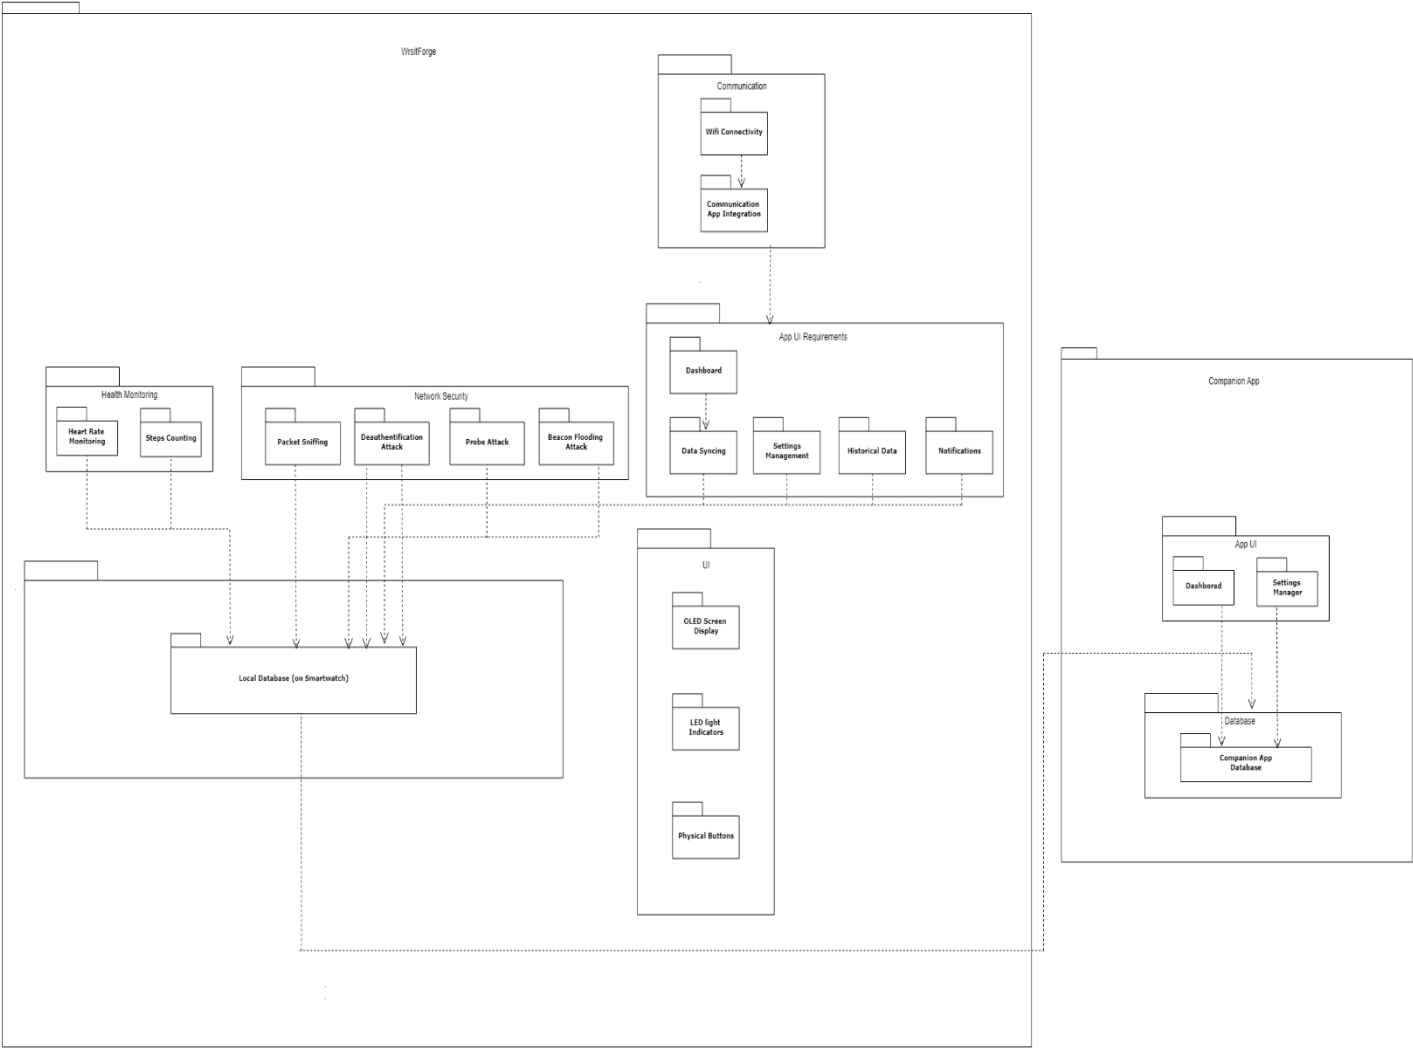 WrsitForge
Communication
Wifi Connectivity
Communication
App Integration
App UI Requirements
Dashboard
Data Syncing
Settings
Management
Historical Data
Notifications
Health Monitoring
Heart Rate
Monitoring
Steps Counting
Network Security
Packet Sniffing
Deauthentification
Attack
Probe Attack
Beacon Flooding
Attack
Local Database (on Smartwatch)
UI
OLED Screen
Display
LED light
Indicators
Physical Buttons
Companion App
App UI
Dashborad
Settings
Manager
Database
Companion App
Database